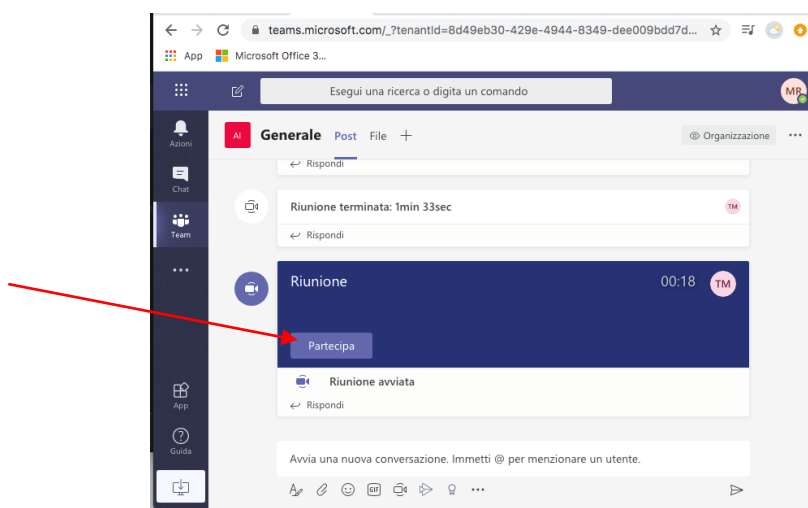 teams.microsoft.com/_?tenantId=8d49eb30-429e-4944-8349-dee009bdd7d...
App Microsoft Office 3...
Esegui una ricerca o digita un comando
MR
Azioni
AI Generale Post File Organizzazione
Rispondi
Chat
Riunione terminata: 1min 33sec TM
Team
Rispondi
Riunione 00:18 TM
Partecipa
Riunione avviata
App
Rispondi
Guida
Avvia una nuova conversazione. Immetti @ per menzionare un utente.
GIF